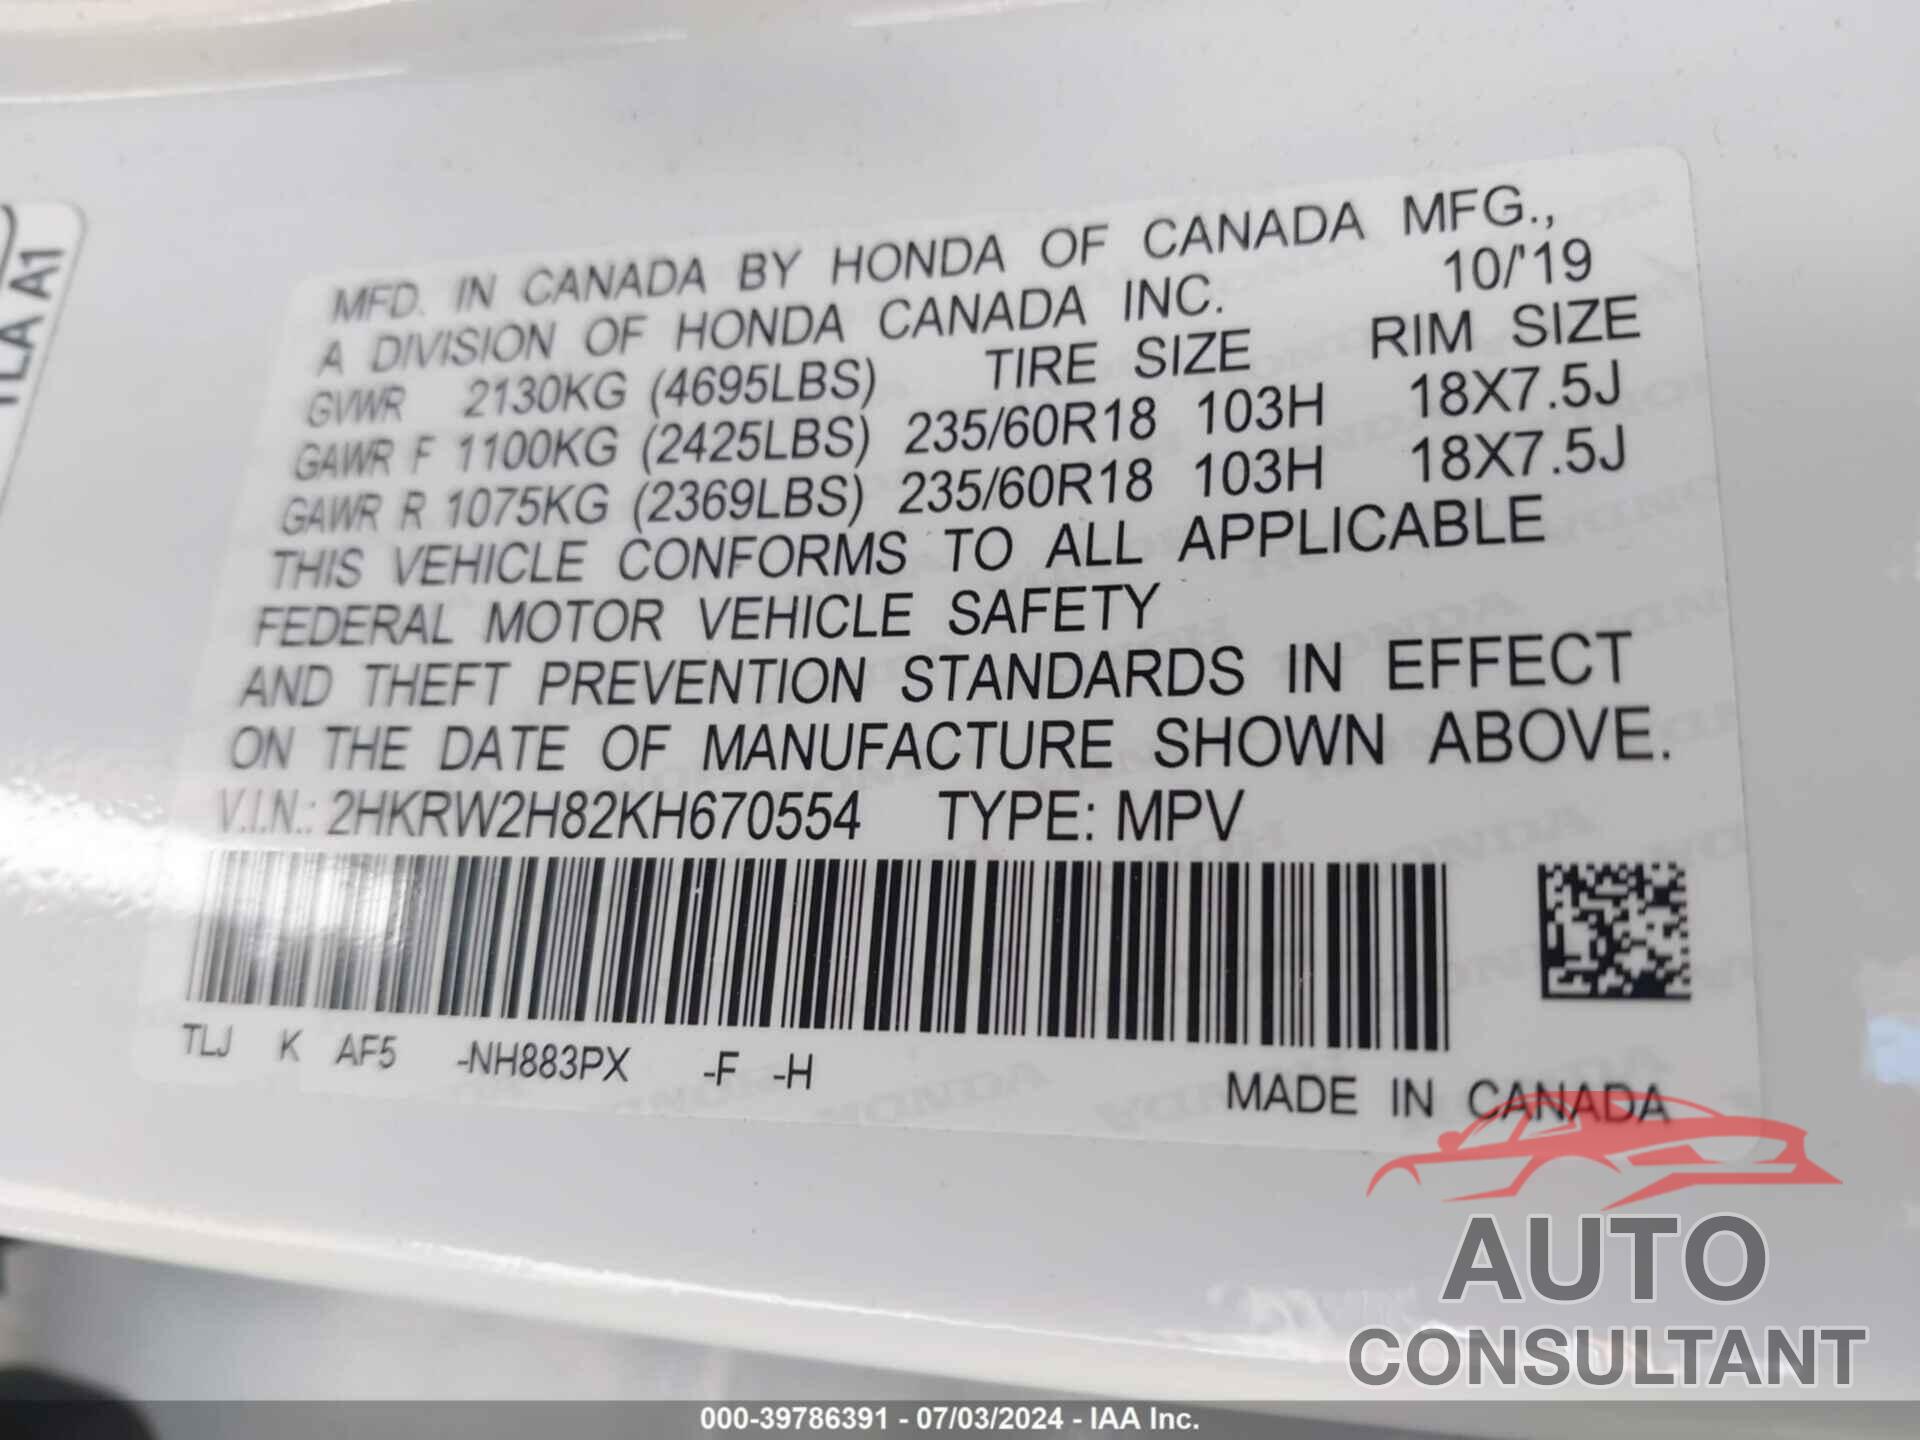 TLA A1
MFD. IN CANADA BY HONDA OF CANADA MFG.,
A DIVISION OF HONDA CANADA INC. 10/'19
GVWR 2130KG (4695LBS) TIRE SIZE RIM SIZE
GAWR F 1100KG (2425LBS) 235/60R18 103H 18X7.5J
GAWR R 1075KG (2369LBS) 235/60R18 103H 18X7.5J
THIS VEHICLE CONFORMS TO ALL APPLICABLE
FEDERAL MOTOR VEHICLE SAFETY
AND THEFT PREVENTION STANDARDS IN EFFECT
ON THE DATE OF MANUFACTURE SHOWN ABOVE.
V.I.N.: 2HKRW2H82KH670554 TYPE: MPV
TLJ K AF5 -NH883PX -F -H
MADE IN CANADA
AUTO
CONSULTANT
000-39786391 - 07/03/2024 - IAA Inc.